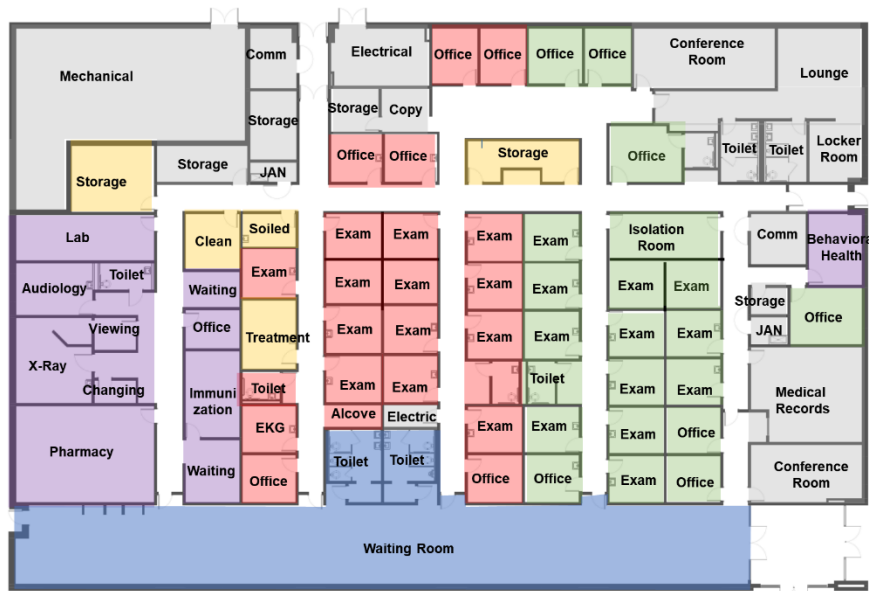 Office Office Office Office
Conference
Room
Comm
Electrical
Lounge
Mechanical
Storage
Storage Copy
Office Office
Storage
Office
Toilet
Toilet
Locker
Room
Storage
JAN
Storage
Lab
Clean
Soiled
Exam Exam
Exam Exam
Isolation
Room
Comm
Behaviora
Health
Exam
Audiology
Toilet
Waiting
Exam Exam
Exam Exam
Exam Exam
Storage
Office
Viewing
Office
Treatment
Exam Exam
Exam Exam
Exam Exam
JAN
X-Ray
Changing
Immuni
zation
Toilet
Exam Exam
Toilet
Exam Exam
Medical
Records
Alcove Electric
Pharmacy
EKG
Exam Exam
Exam Office
Waiting
Office
Toilet Toilet
Office Office
Exam Office
Conference
Room
Waiting Room